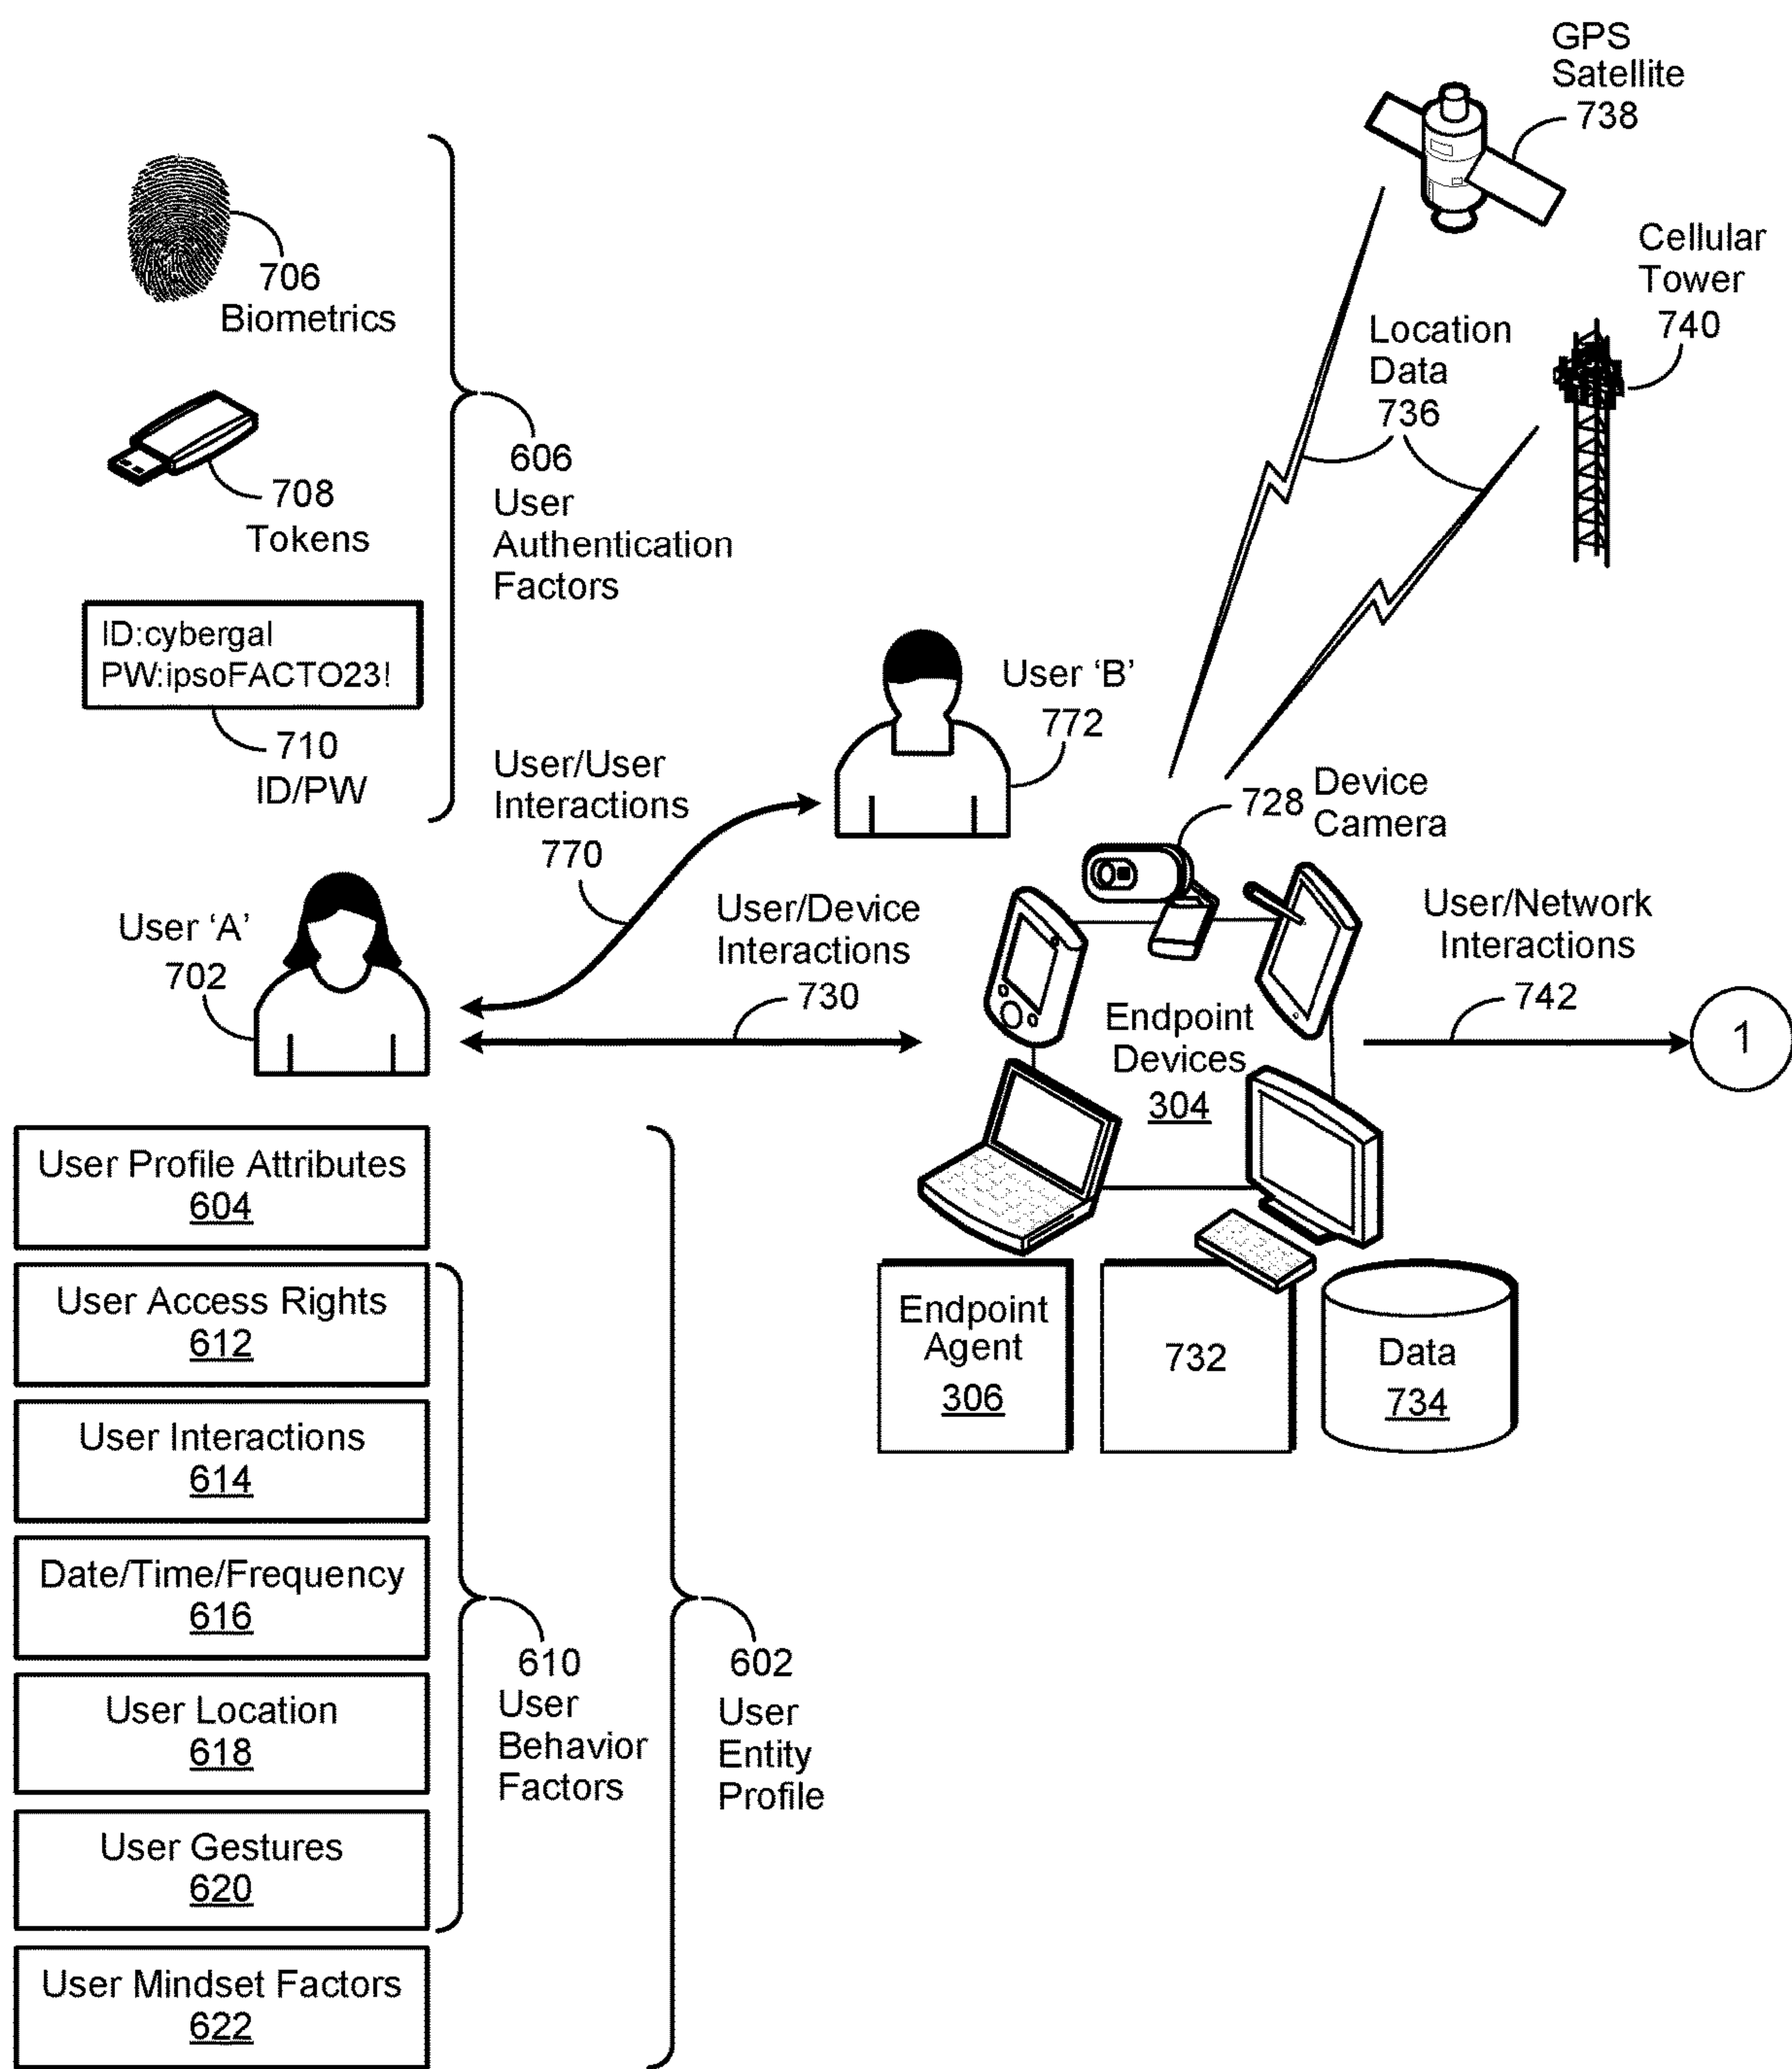 GPS
Satellite
738
Cellular
Tower
740
Location
Data
736
706
Biometrics
708
Tokens
ID:cybergal
PW:ipsoFACTO23!
710
ID/PW
606
User
Authentication
Factors
User ‘B’
772
User/User
Interactions
770
728
Device
Camera
User ‘A’
702
User/Device
Interactions
730
User/Network
Interactions
742
1
Endpoint
Devices
304
Endpoint
Agent
306
732
Data
734
User Profile Attributes
604
User Access Rights
612
User Interactions
614
Date/Time/Frequency
616
User Location
618
User Gestures
620
User Mindset Factors
622
610
User
Behavior
Factors
602
User
Entity
Profile